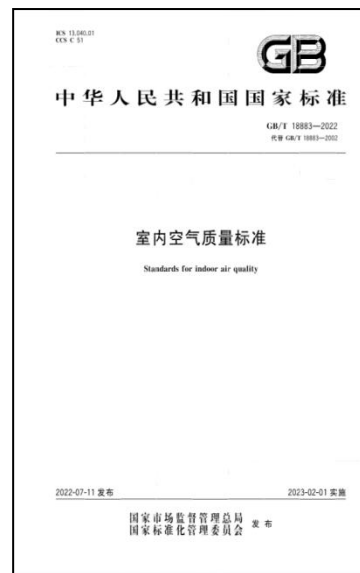 ICS 13.040.01
CCS C 51
GB
中华人民共和国国家标准
GB/T 18883—2022
代替 GB/T 18883—2002
室内空气质量标准
Standards for indoor air quality
2022-07-11 发布
2023-02-01 实施
国家市场监督管理总局
国家标准化管理委员会
发布